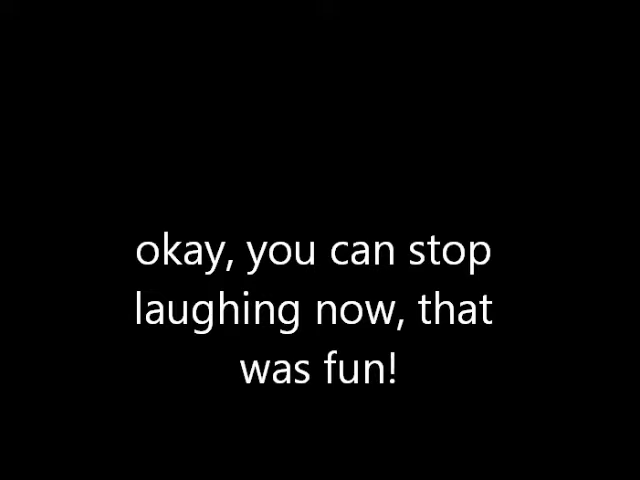 okay, you can stop
laughing now, that
was fun!